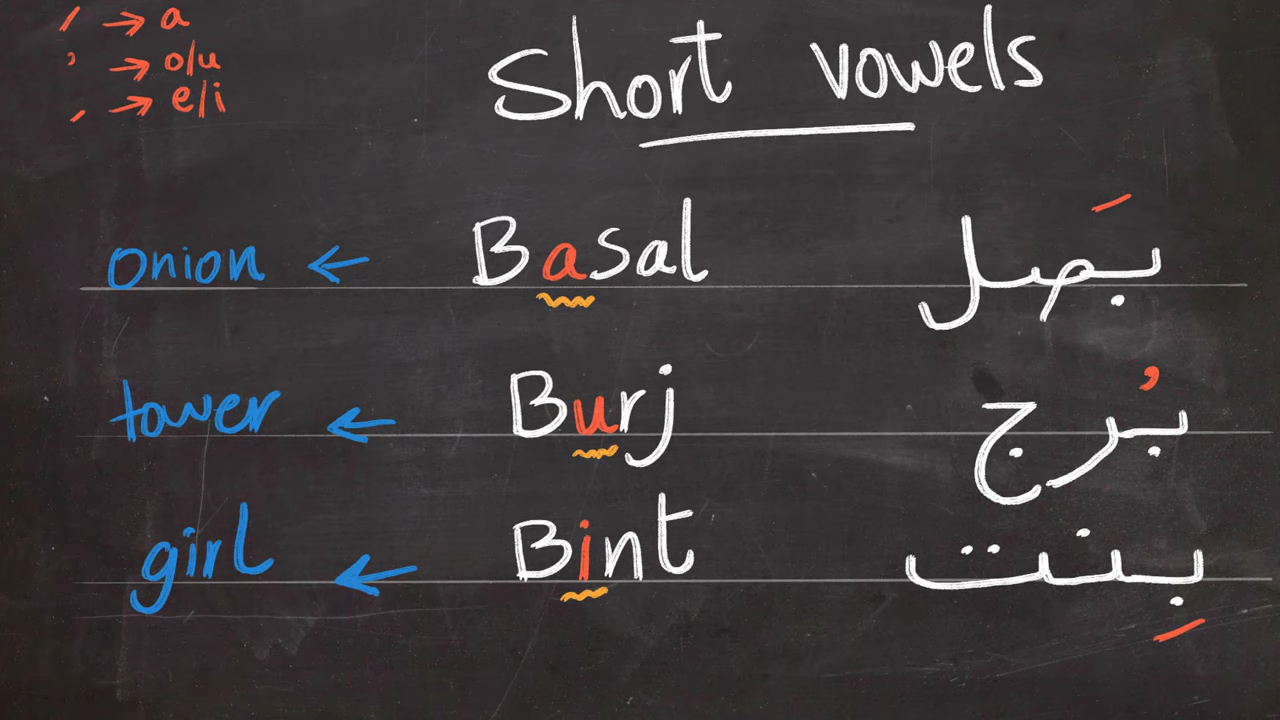 َ → a
ُ → o/u
ِ → e/i
Short vowels
onion ← Basal بَصل
tower ← Burj بُرج
girl ← Bint بِنت